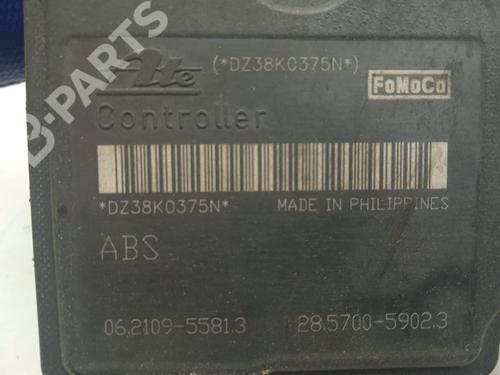 Ate (*DZ38K0375N*) FoMoCo
Controller
*DZ38K0375N* MADE IN PHILIPPINES
ABS
06.2109-5581.3 28.5700-5902.3
B-PARTS